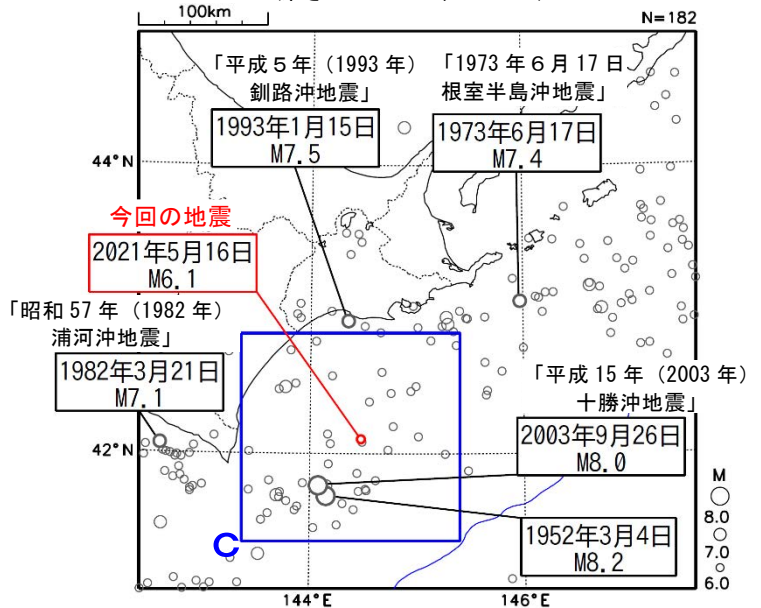 100km
N=182
「平成５年（1993 年）
釧路沖地震」
「1973 年６月 17 日
根室半島沖地震」
1993年1月15日
M7.5
1973年6月17日
M7.4
44°N
今回の地震
2021年5月16日
M6.1
「昭和 57 年（1982 年）
浦河沖地震」
1982年3月21日
M7.1
「平成 15 年（2003 年）
十勝沖地震」
2003年9月26日
M8.0
42°N
1952年3月4日
M8.2
C
M
8.0
7.0
6.0
144°E
146°E